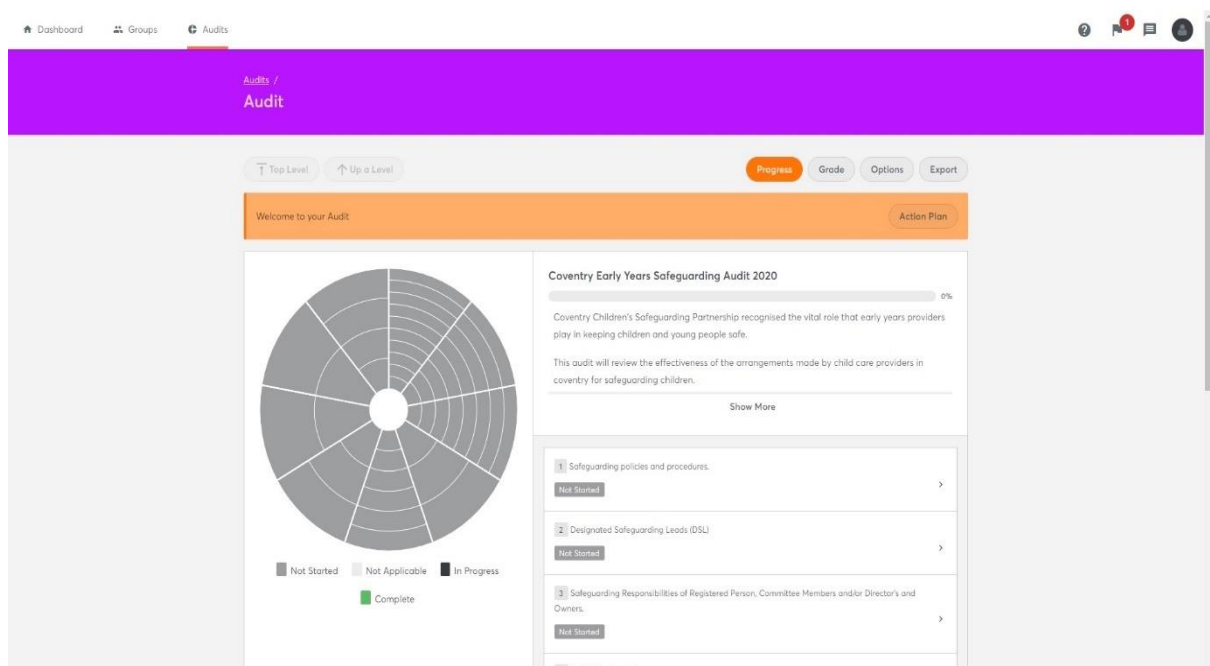 Dashboard Groups Audits
1
Audits /
Audit
Top Level Up a Level Progress Grade Options Export
Welcome to your Audit Action Plan
Coventry Early Years Safeguarding Audit 2020
0%
Coventry Children's Safeguarding Partnership recognised the vital role that early years providers
play in keeping children and young people safe.
This audit will review the effectiveness of the arrangements made by child care providers in
coventry for safeguarding children.
Show More
1 Safeguarding policies and procedures.
Not Started
2 Designated Safeguarding Leads (DSL)
Not Started
3 Safeguarding Responsibilities of Registered Person, Committee Members and/or Director's and
Owners.
Not Started
Not Started Not Applicable In Progress
Complete